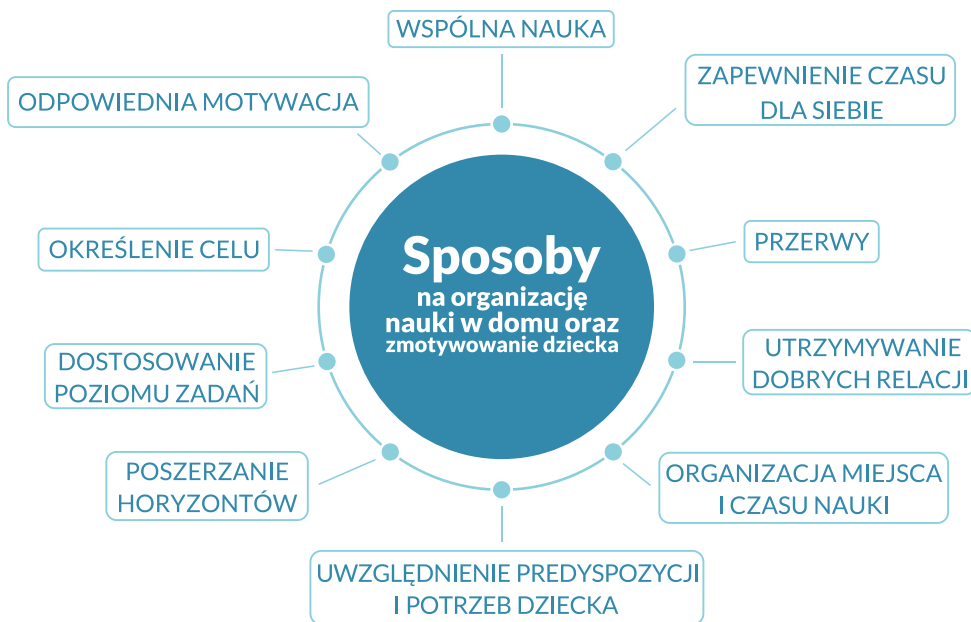 WSPÓLNA NAUKA
ZAPEWNIENIE CZASU
DLA SIEBIE
PRZERWY
UTRZYMYWANIE
DOBRYCH RELACJI
ORGANIZACJA MIEJSCA
I CZASU NAUKI
UWZGLĘDNIENIE PREDYSPOZYCJI
I POTRZEB DZIECKA
POSZERZANIE
HORYZONTÓW
DOSTOSOWANIE
POZIOMU ZADAŃ
OKREŚLENIE CELU
ODPOWIEDNIA MOTYWACJA
Sposoby
na organizację
nauki w domu oraz
zmotywowanie dziecka